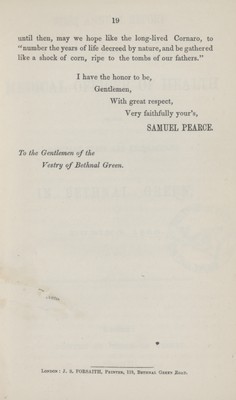 19
until then, may we hope like the long-lived Cornaro, to
"number the years of life decreed by nature, and be gathered
like a shock of corn, ripe to the tombs of our fathers."
I have the honor to be,
Gentlemen,
With great respect,
Very faithfully your's,
SAMUEL PEARCE.
To the Gentlemen of the
Vestry of Bethnal Green.
London: J. S. FORSAITH, Printer, 118, Bethnal Green Road.